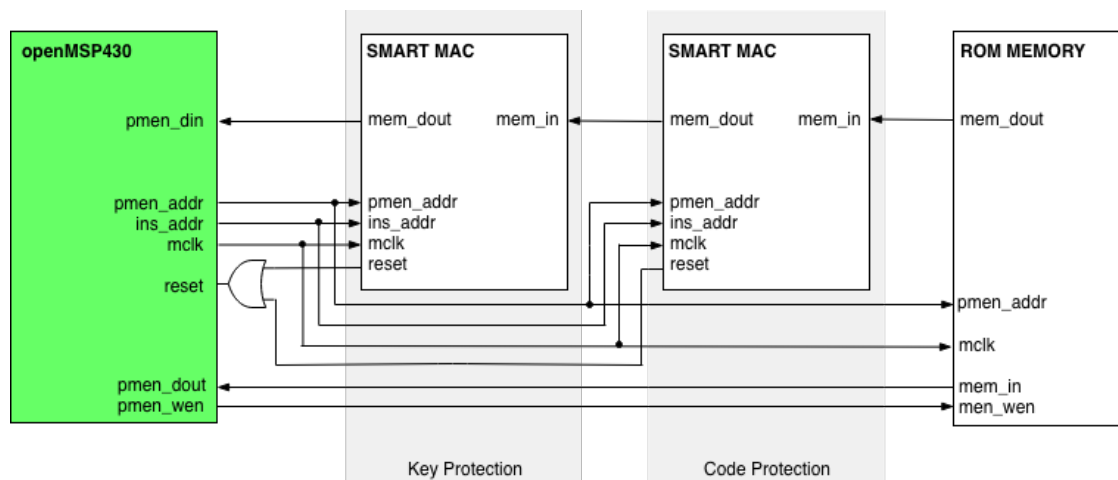 openMSP430
pmen_din
pmen_addr
ins_addr
mclk
reset
pmen_dout
pmen_wen
SMART MAC
mem_dout mem_in
pmen_addr
ins_addr
mclk
reset
Key Protection
SMART MAC
mem_dout mem_in
pmen_addr
ins_addr
mclk
reset
Code Protection
ROM MEMORY
mem_dout
pmen_addr
mclk
mem_in
men_wen